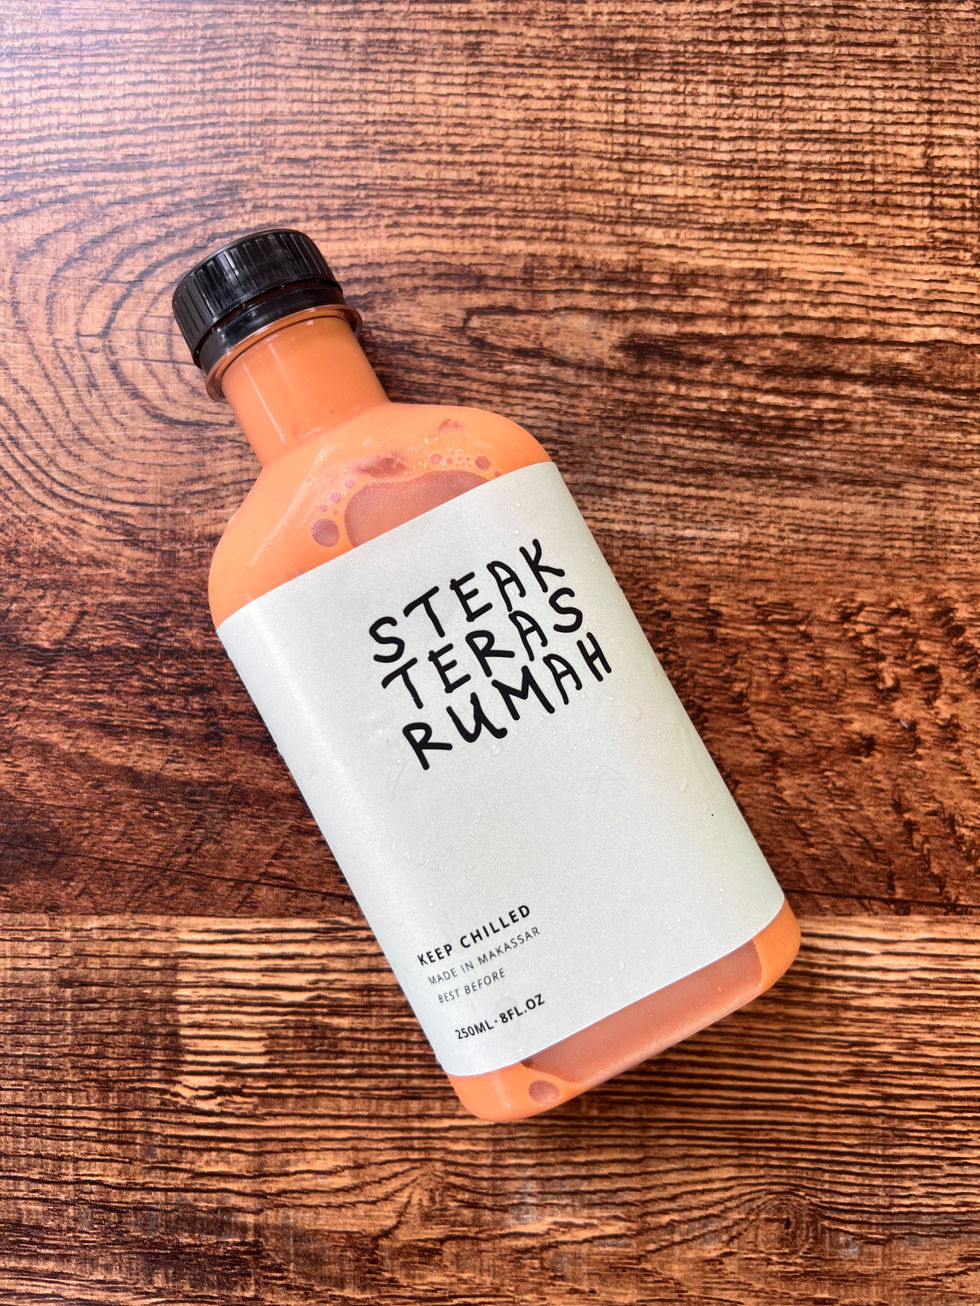 STEAK
TERAS
RUMAH
KEEP CHILLED
MADE IN MAKASSAR
BEST BEFORE
250ML·8FL.OZ